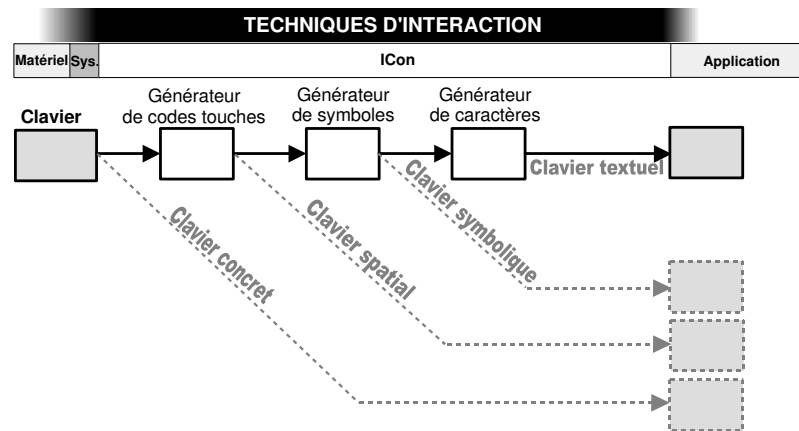 TECHNIQUES D'INTERACTION
Matériel Sys. ICon Application
Clavier
Générateur
de codes touches
Générateur
de symboles
Générateur
de caractères
Clavier textuel
Clavier symbolique
Clavier spatial
Clavier concret